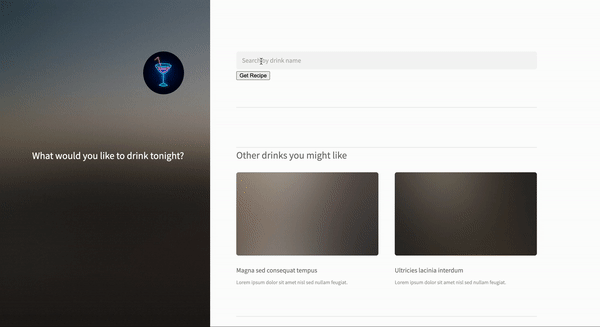 What would you like to drink tonight?
Search by drink name
Get Recipe
Other drinks you might like
Magna sed consequat tempus
Lorem ipsum dolor sit amet sed nullam feugiat.
Ultricies lacinia interdum
Lorem ipsum dolor sit amet sed nullam feugiat.